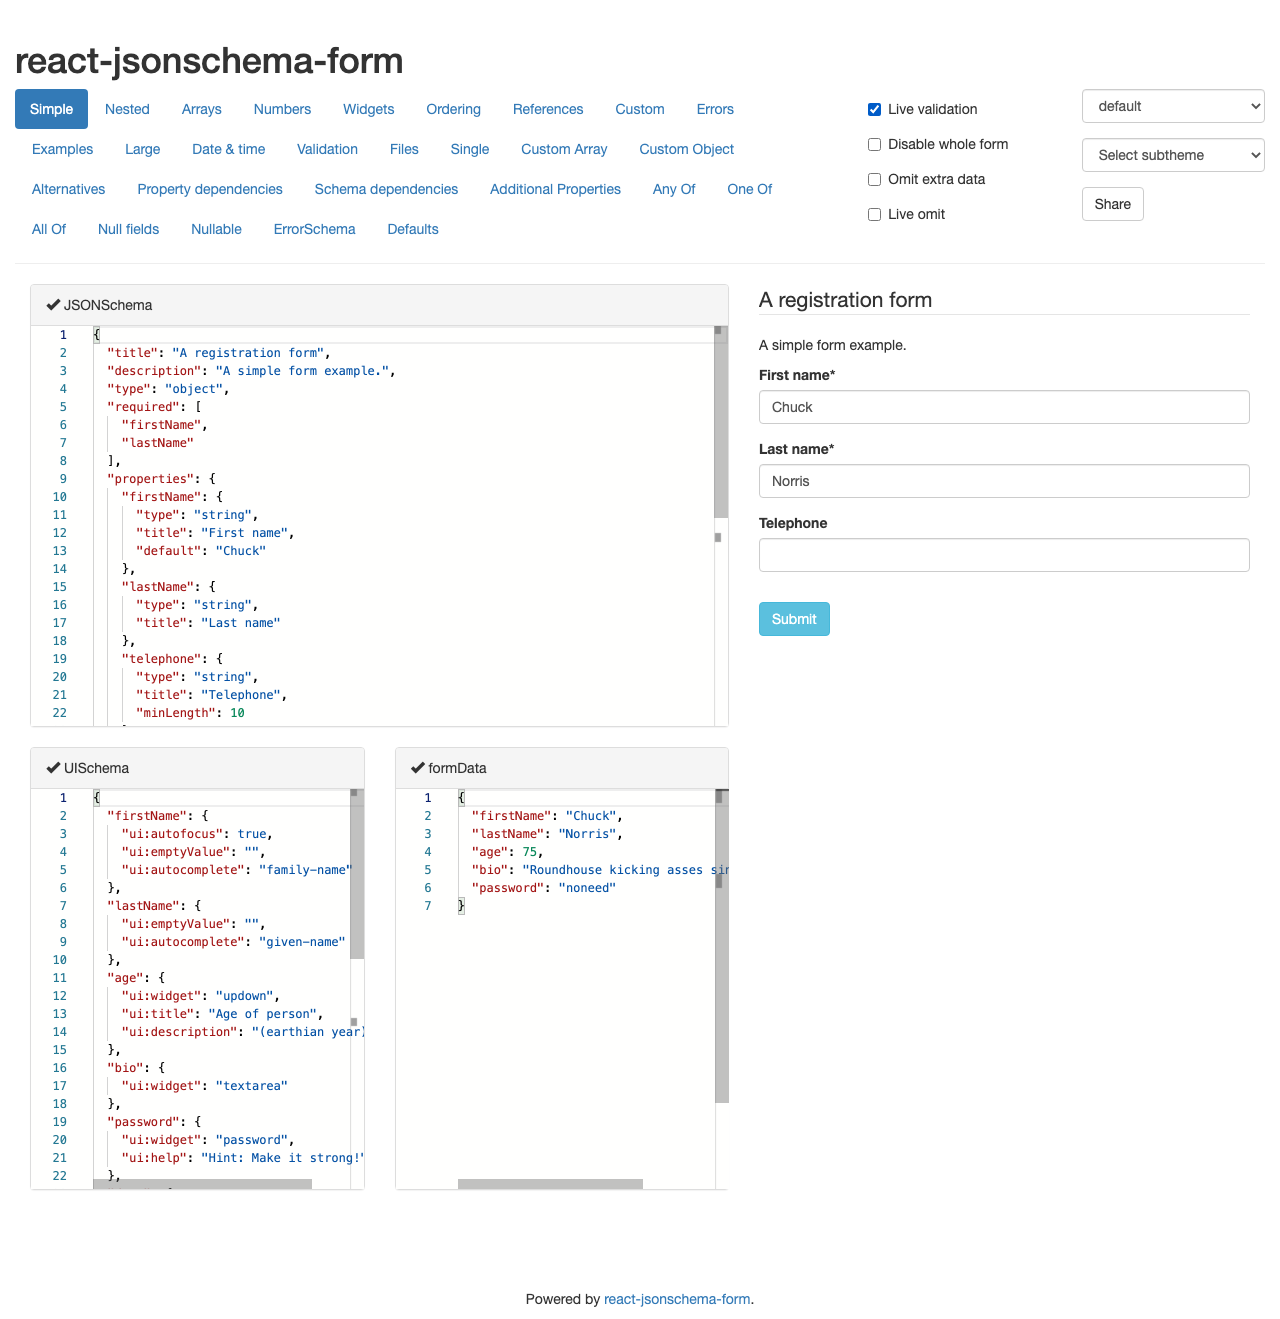 react-jsonschema-form
Simple Nested Arrays Numbers Widgets Ordering References Custom Errors
Examples Large Date & time Validation Files Single Custom Array Custom Object
Alternatives Property dependencies Schema dependencies Additional Properties Any Of One Of
All Of Null fields Nullable ErrorSchema Defaults
Live validation
Disable whole form
Omit extra data
Live omit
default
Select subtheme
Share
JSONSchema
1 {
2 "title": "A registration form",
3 "description": "A simple form example.",
4 "type": "object",
5 "required": [
6 "firstName",
7 "lastName"
8 ],
9 "properties": {
10 "firstName": {
11 "type": "string",
12 "title": "First name",
13 "default": "Chuck"
14 },
15 "lastName": {
16 "type": "string",
17 "title": "Last name"
18 },
19 "telephone": {
20 "type": "string",
21 "title": "Telephone",
22 "minLength": 10
UISchema
1 {
2 "firstName": {
3 "ui:autofocus": true,
4 "ui:emptyValue": "",
5 "ui:autocomplete": "family-name"
6 },
7 "lastName": {
8 "ui:emptyValue": "",
9 "ui:autocomplete": "given-name"
10 },
11 "age": {
12 "ui:widget": "updown",
13 "ui:title": "Age of person",
14 "ui:description": "(earthian year)
15 },
16 "bio": {
17 "ui:widget": "textarea"
18 },
19 "password": {
20 "ui:widget": "password",
21 "ui:help": "Hint: Make it strong!"
22 },
formData
1 {
2 "firstName": "Chuck",
3 "lastName": "Norris",
4 "age": 75,
5 "bio": "Roundhouse kicking asses sin
6 "password": "noneed"
7 }
A registration form
A simple form example.
First name*
Chuck
Last name*
Norris
Telephone
Submit
Powered by react-jsonschema-form.